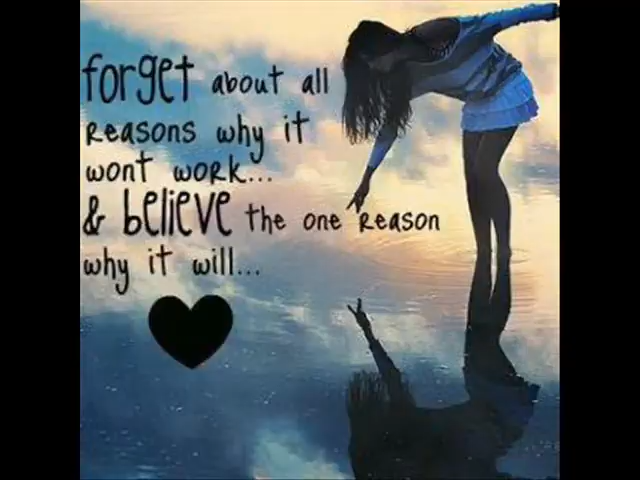 forget about all
reasons why it
wont work...
& believe the one reason
why it will...